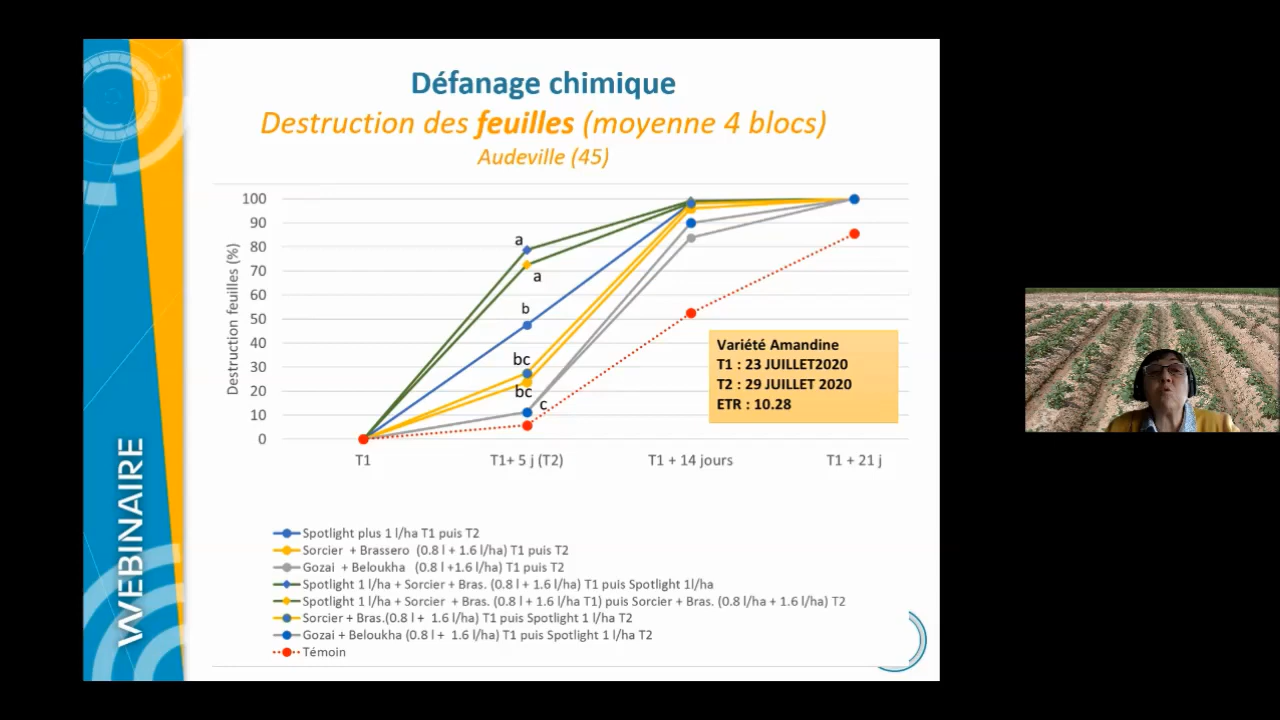 Défanage chimique
Destruction des feuilles (moyenne 4 blocs)
Audeville (45)
100
90
80
70
60
50
40
30
20
10
0
Destruction feuilles (%)
a
a
b
bc
bc
c
Variété Amandine
T1 : 23 JUILLET2020
T2 : 29 JUILLET 2020
ETR : 10.28
T1
T1+ 5 j (T2)
T1 + 14 jours
T1 + 21 j
Spotlight plus 1 l/ha T1 puis T2
Sorcier + Brassero (0.8 l + 1.6 l/ha) T1 puis T2
Gozai + Beloukha (0.8 l +1.6 l/ha) T1 puis T2
Spotlight 1 l/ha + Sorcier + Bras. (0.8 l + 1.6 l/ha) T1 puis Spotlight 1l/ha
Spotlight 1 l/ha + Sorcier + Bras. (0.8 l + 1.6 l/ha T1) puis Sorcier + Bras. (0.8 l/ha + 1.6 l/ha) T2
Sorcier + Bras.(0.8 l + 1.6 l/ha) T1 puis Spotlight 1 l/ha T2
Gozai + Beloukha (0.8 l + 1.6 l/ha) T1 puis Spotlight 1 l/ha T2
Témoin
WEBINAIRE